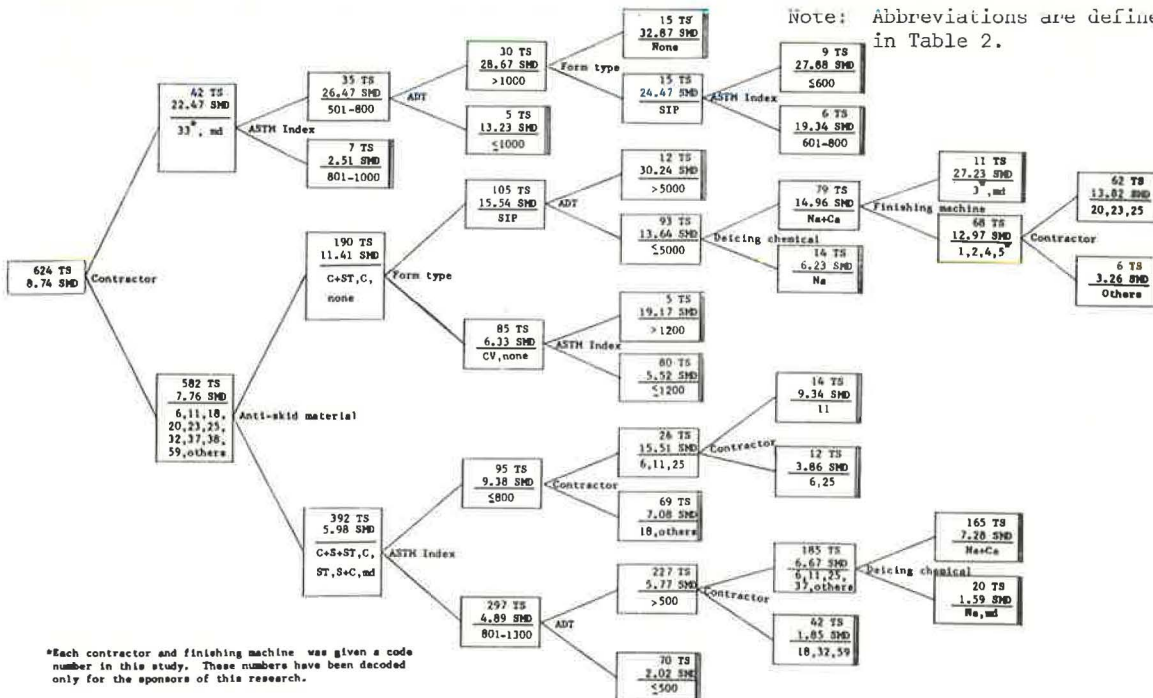 Note: Abbreviations are define
in Table 2.
624 TS
8.74 SMD
Contractor
42 TS
22.47 SMD
33*, md
ASTM Index
35 TS
26.47 SMD
501-800
ADT
30 TS
28.67 SMD
>1000
Form type
15 TS
32.87 SMD
None
15 TS
24.47 SMD
SIP
ASTM Index
9 TS
27.88 SMD
≤600
6 TS
19.34 SMD
601-800
5 TS
13.23 SMD
≤1000
7 TS
2.51 SMD
801-1000
582 TS
7.76 SMD
6,11,18,
20,23,25,
32,37,38,
59,others
Anti-skid material
190 TS
11.41 SMD
C+ST,C,
none
Form type
105 TS
15.54 SMD
SIP
ADT
12 TS
30.24 SMD
>5000
93 TS
13.64 SMD
≤5000
Deicing chemical
79 TS
14.96 SMD
Na+Ca
Finishing machine
11 TS
27.23 SMD
3*,md
68 TS
12.97 SMD
1,2,4,5*
Contractor
62 TS
13.82 SMD
20,23,25
6 TS
3.26 SMD
Others
14 TS
6.23 SMD
Na
85 TS
6.33 SMD
CV,none
ASTM Index
5 TS
19.17 SMD
>1200
80 TS
5.52 SMD
≤1200
392 TS
5.98 SMD
C+S+ST,C,
ST,S+C,md
ASTM Index
95 TS
9.38 SMD
≤800
Contractor
26 TS
15.51 SMD
6,11,25
Contractor
14 TS
9.34 SMD
11
12 TS
3.86 SMD
6,25
69 TS
7.08 SMD
18,others
297 TS
4.89 SMD
801-1300
ADT
227 TS
5.77 SMD
>500
Contractor
185 TS
6.67 SMD
6,11,25,
37,others
Deicing chemical
165 TS
7.28 SMD
Na+Ca
20 TS
1.59 SMD
Na,md
42 TS
1.85 SMD
18,32,59
70 TS
2.02 SMD
≤500
*Each contractor and finishing machine was given a code
number in this study. These numbers have been decoded
only for the sponsors of this research.